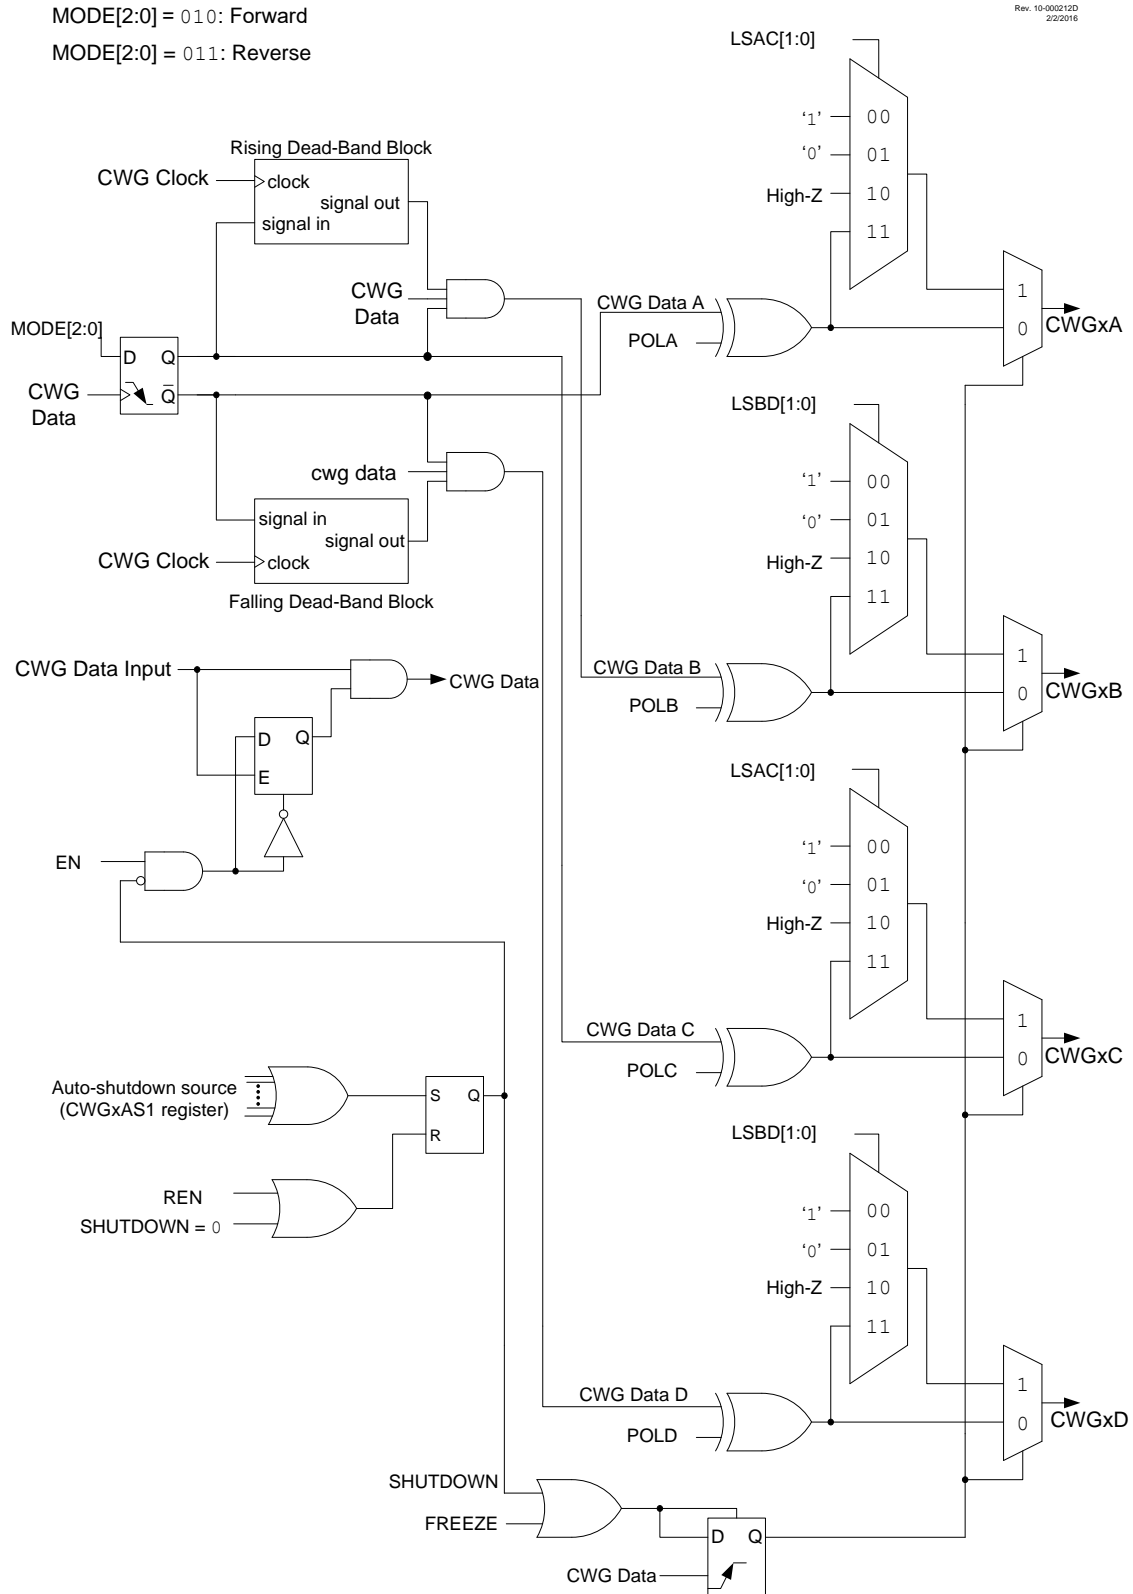 MODE[2:0] = 010: Forward
MODE[2:0] = 011: Reverse
Rev. 10-000212D
2/2/2016
LSAC[1:0]
'1'
00
'0'
01
High-Z
10
11
1
0
CWGxA
Rising Dead-Band Block
CWG Clock
clock
signal out
signal in
CWG
Data
CWG Data A
POLA
MODE[2:0]
D
Q
CWG
Data
Q
cwg data
signal in
signal out
CWG Clock
clock
Falling Dead-Band Block
LSBD[1:0]
'1'
00
'0'
01
High-Z
10
11
1
0
CWGxB
CWG Data B
POLB
CWG Data Input
CWG Data
D
Q
E
EN
LSAC[1:0]
'1'
00
'0'
01
High-Z
10
11
1
0
CWGxC
CWG Data C
POLC
Auto-shutdown source
(CWGxAS1 register)
S
Q
R
REN
SHUTDOWN = 0
LSBD[1:0]
'1'
00
'0'
01
High-Z
10
11
1
0
CWGxD
CWG Data D
POLD
SHUTDOWN
FREEZE
D
Q
CWG Data